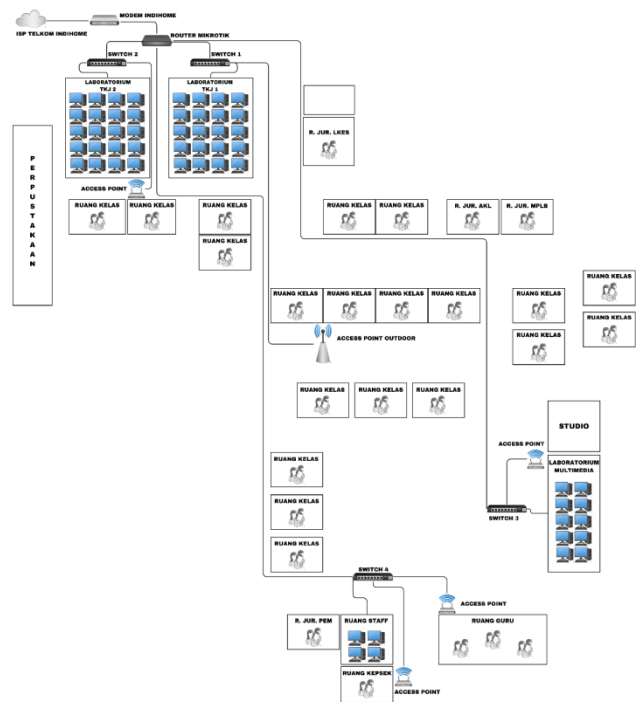 MODEM INDIHOME
ISP TELKOM INDIHOME
ROUTER MIKROTIK
SWITCH 2
SWITCH 1
LABORATORIUM
TKJ 2
LABORATORIUM
TKJ 1
R. JUR. LKES
PERPUSTAKAAN
ACCESS POINT
RUANG KELAS
RUANG KELAS
RUANG KELAS
RUANG KELAS
RUANG KELAS
RUANG KELAS
R. JUR. AKL
R. JUR. MPLB
RUANG KELAS
RUANG KELAS
RUANG KELAS
RUANG KELAS
RUANG KELAS
RUANG KELAS
RUANG KELAS
RUANG KELAS
ACCESS POINT OUTDOOR
RUANG KELAS
RUANG KELAS
RUANG KELAS
STUDIO
ACCESS POINT
LABORATORIUM
MULTIMEDIA
SWITCH 3
RUANG KELAS
RUANG KELAS
RUANG KELAS
SWITCH 4
ACCESS POINT
R. JUR. PEM
RUANG STAFF
RUANG GURU
RUANG KEPSEK
ACCESS POINT